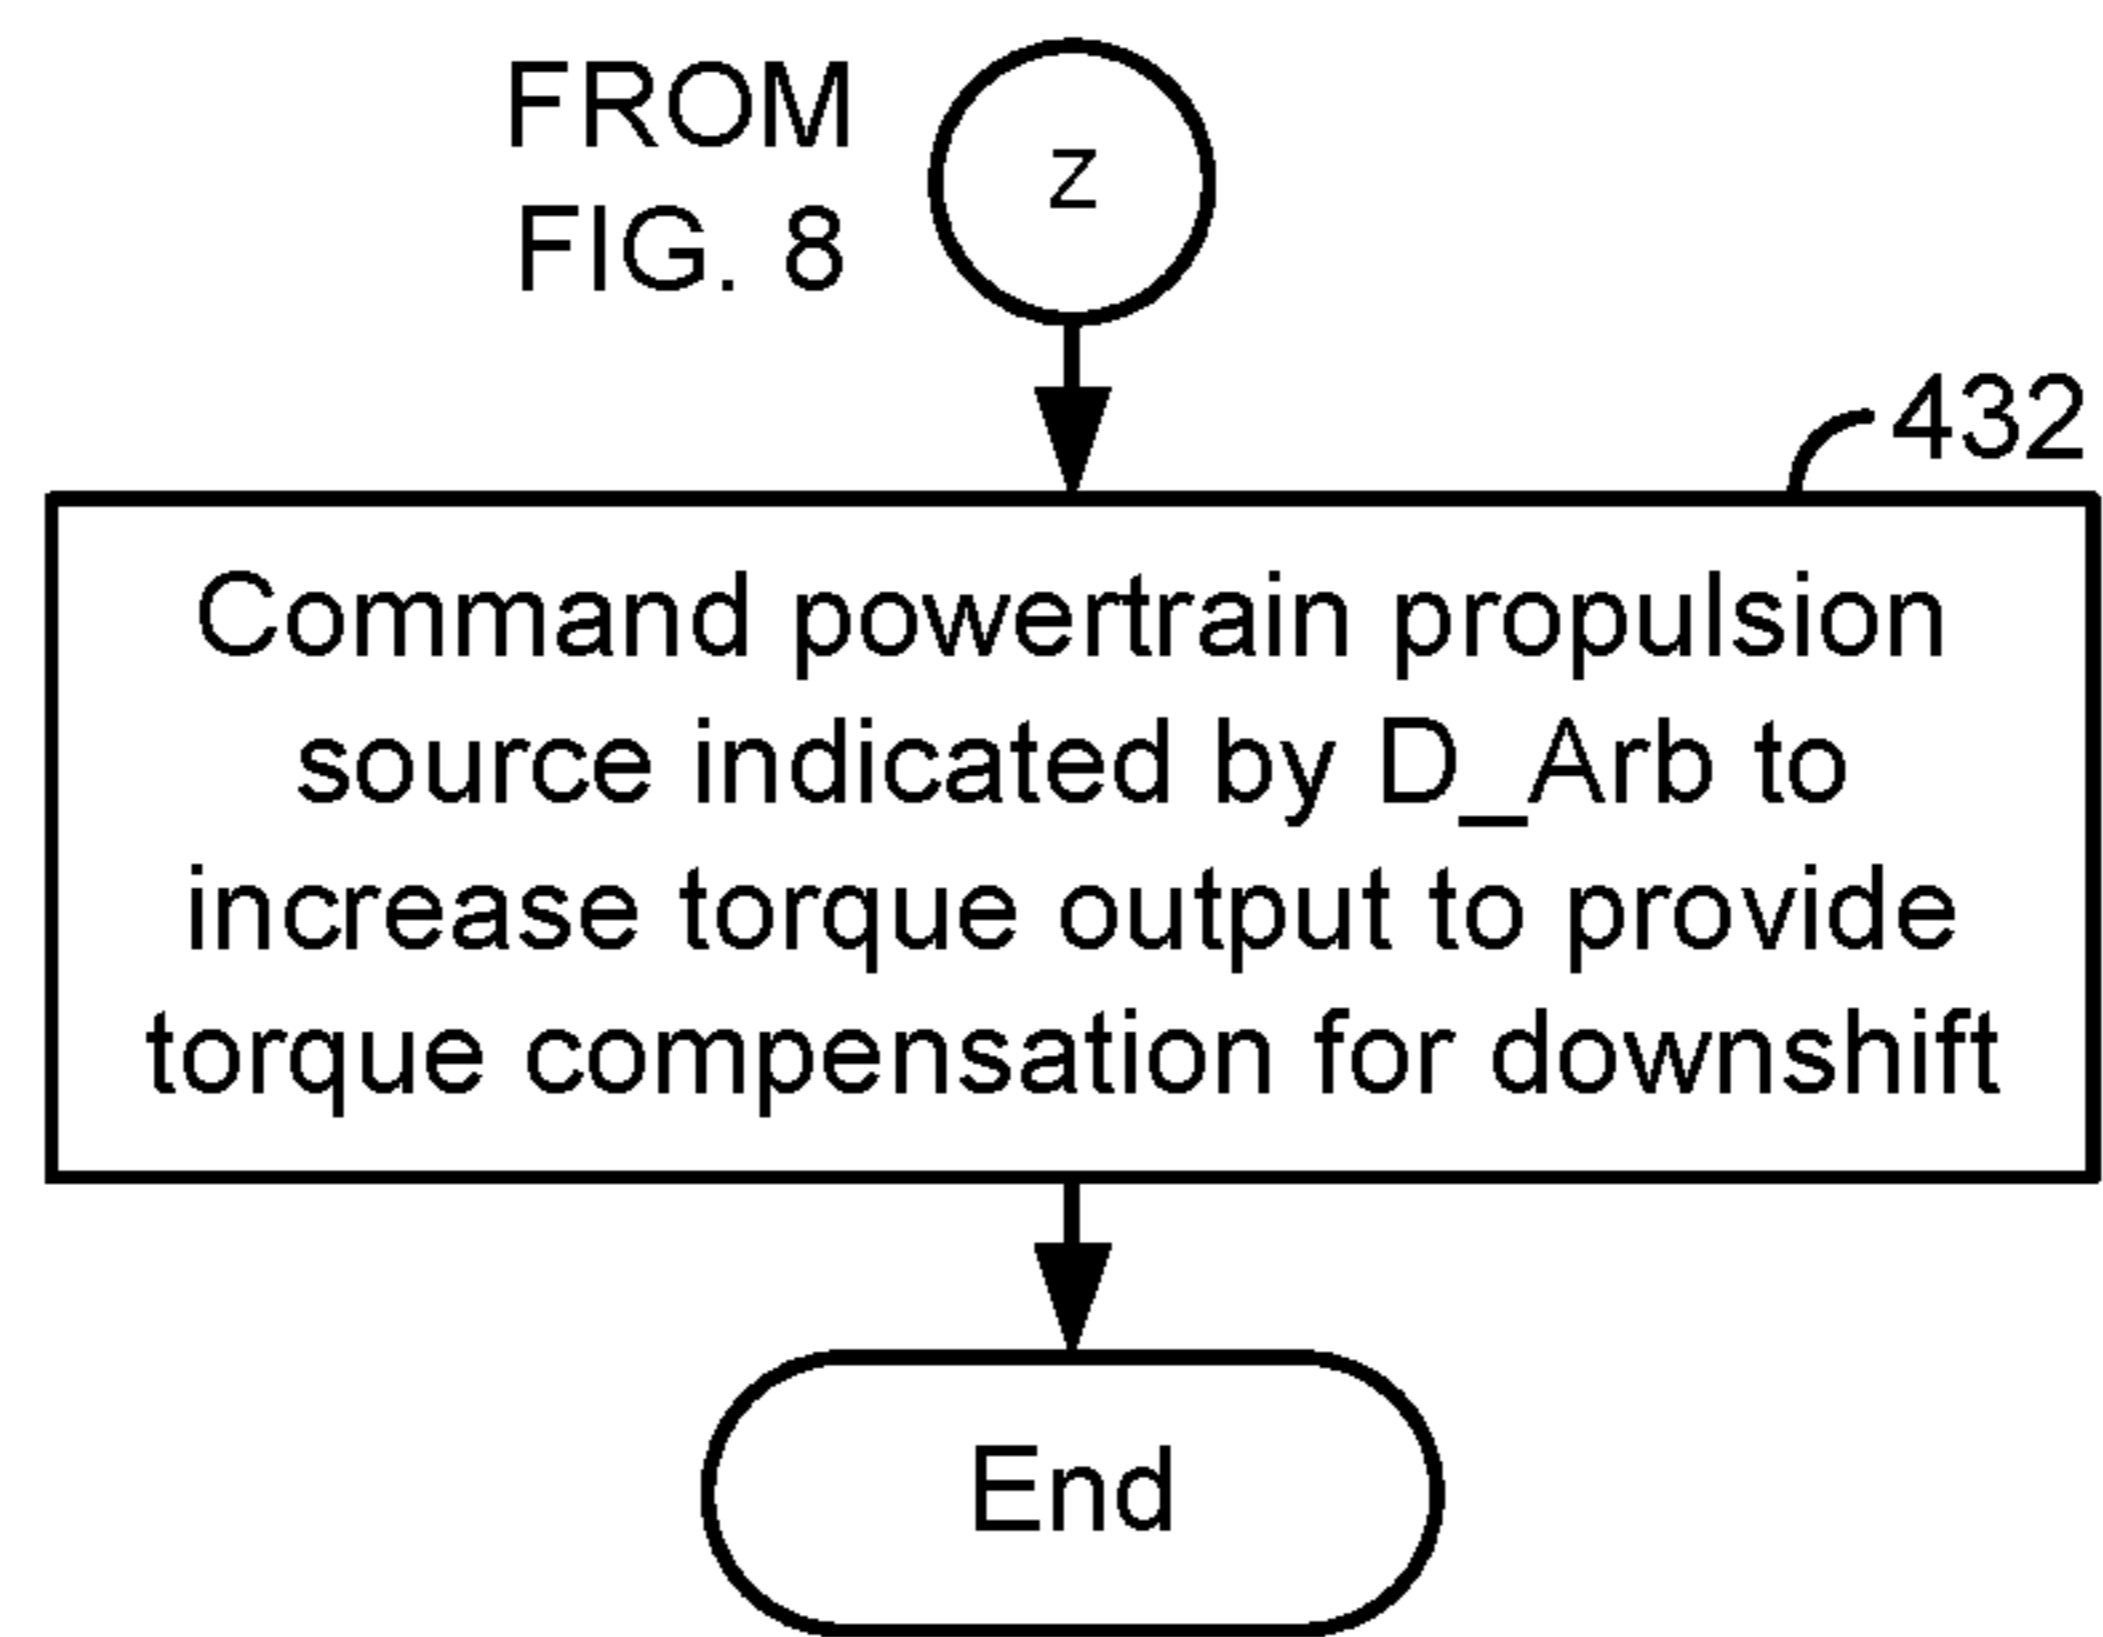 FROM
FIG. 8
Z
432
Command powertrain propulsion
source indicated by D_Arb to
increase torque output to provide
torque compensation for downshift
End